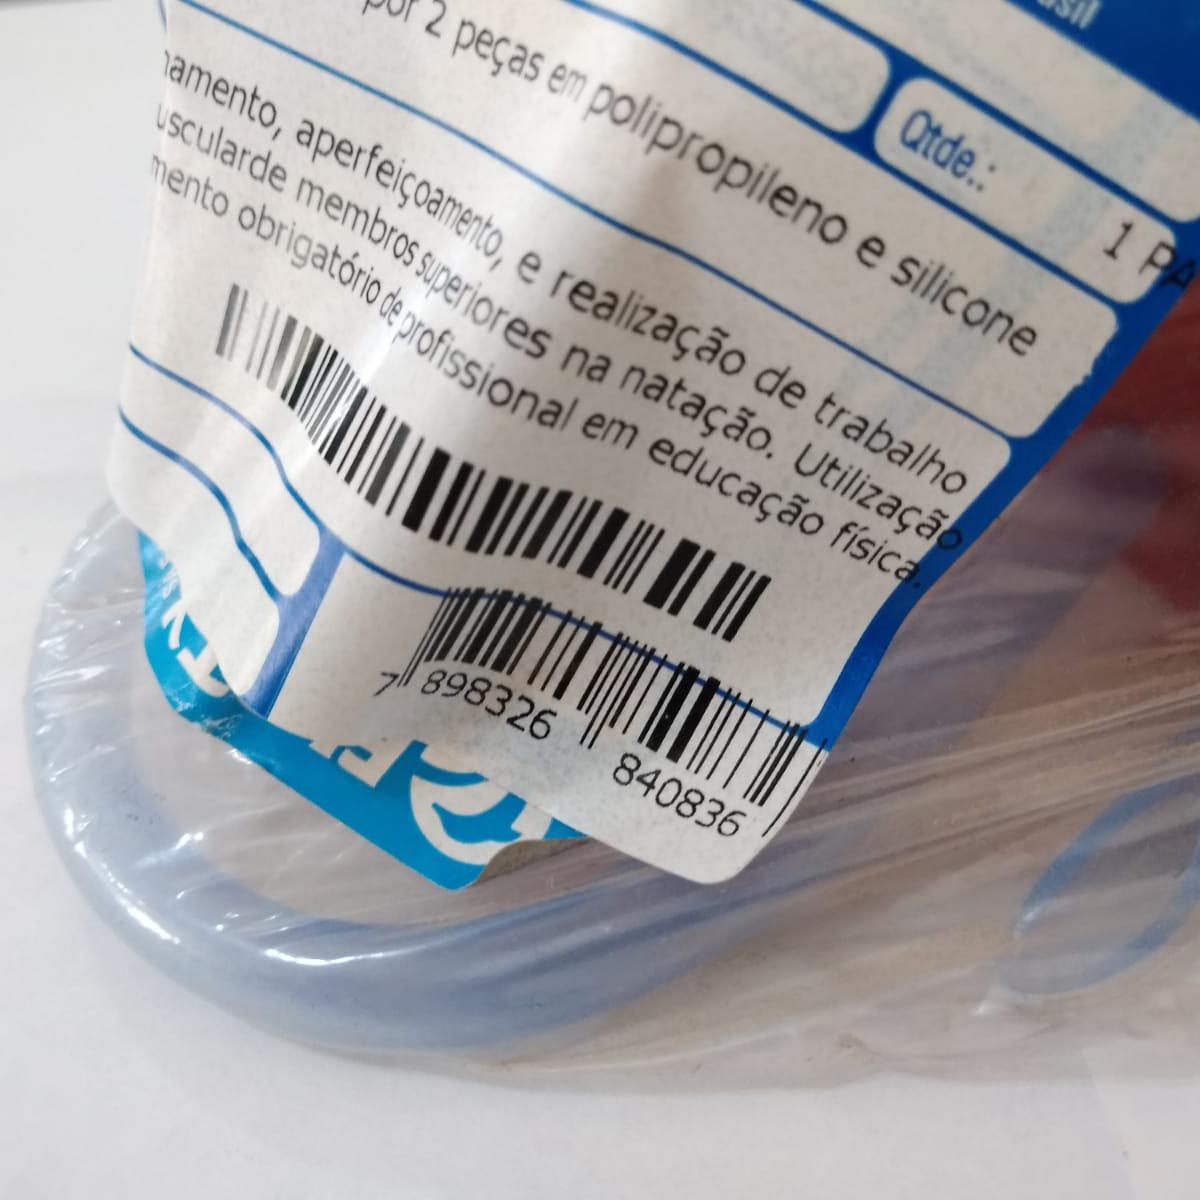 por 2 peças em polipropileno e silicone
Qtde.:
1 PA
namento, aperfeiçoamento, e realização de trabalho
uscularde membros superiores na natação. Utilização
mento obrigatório de profissional em educação física.
7 898326 840836